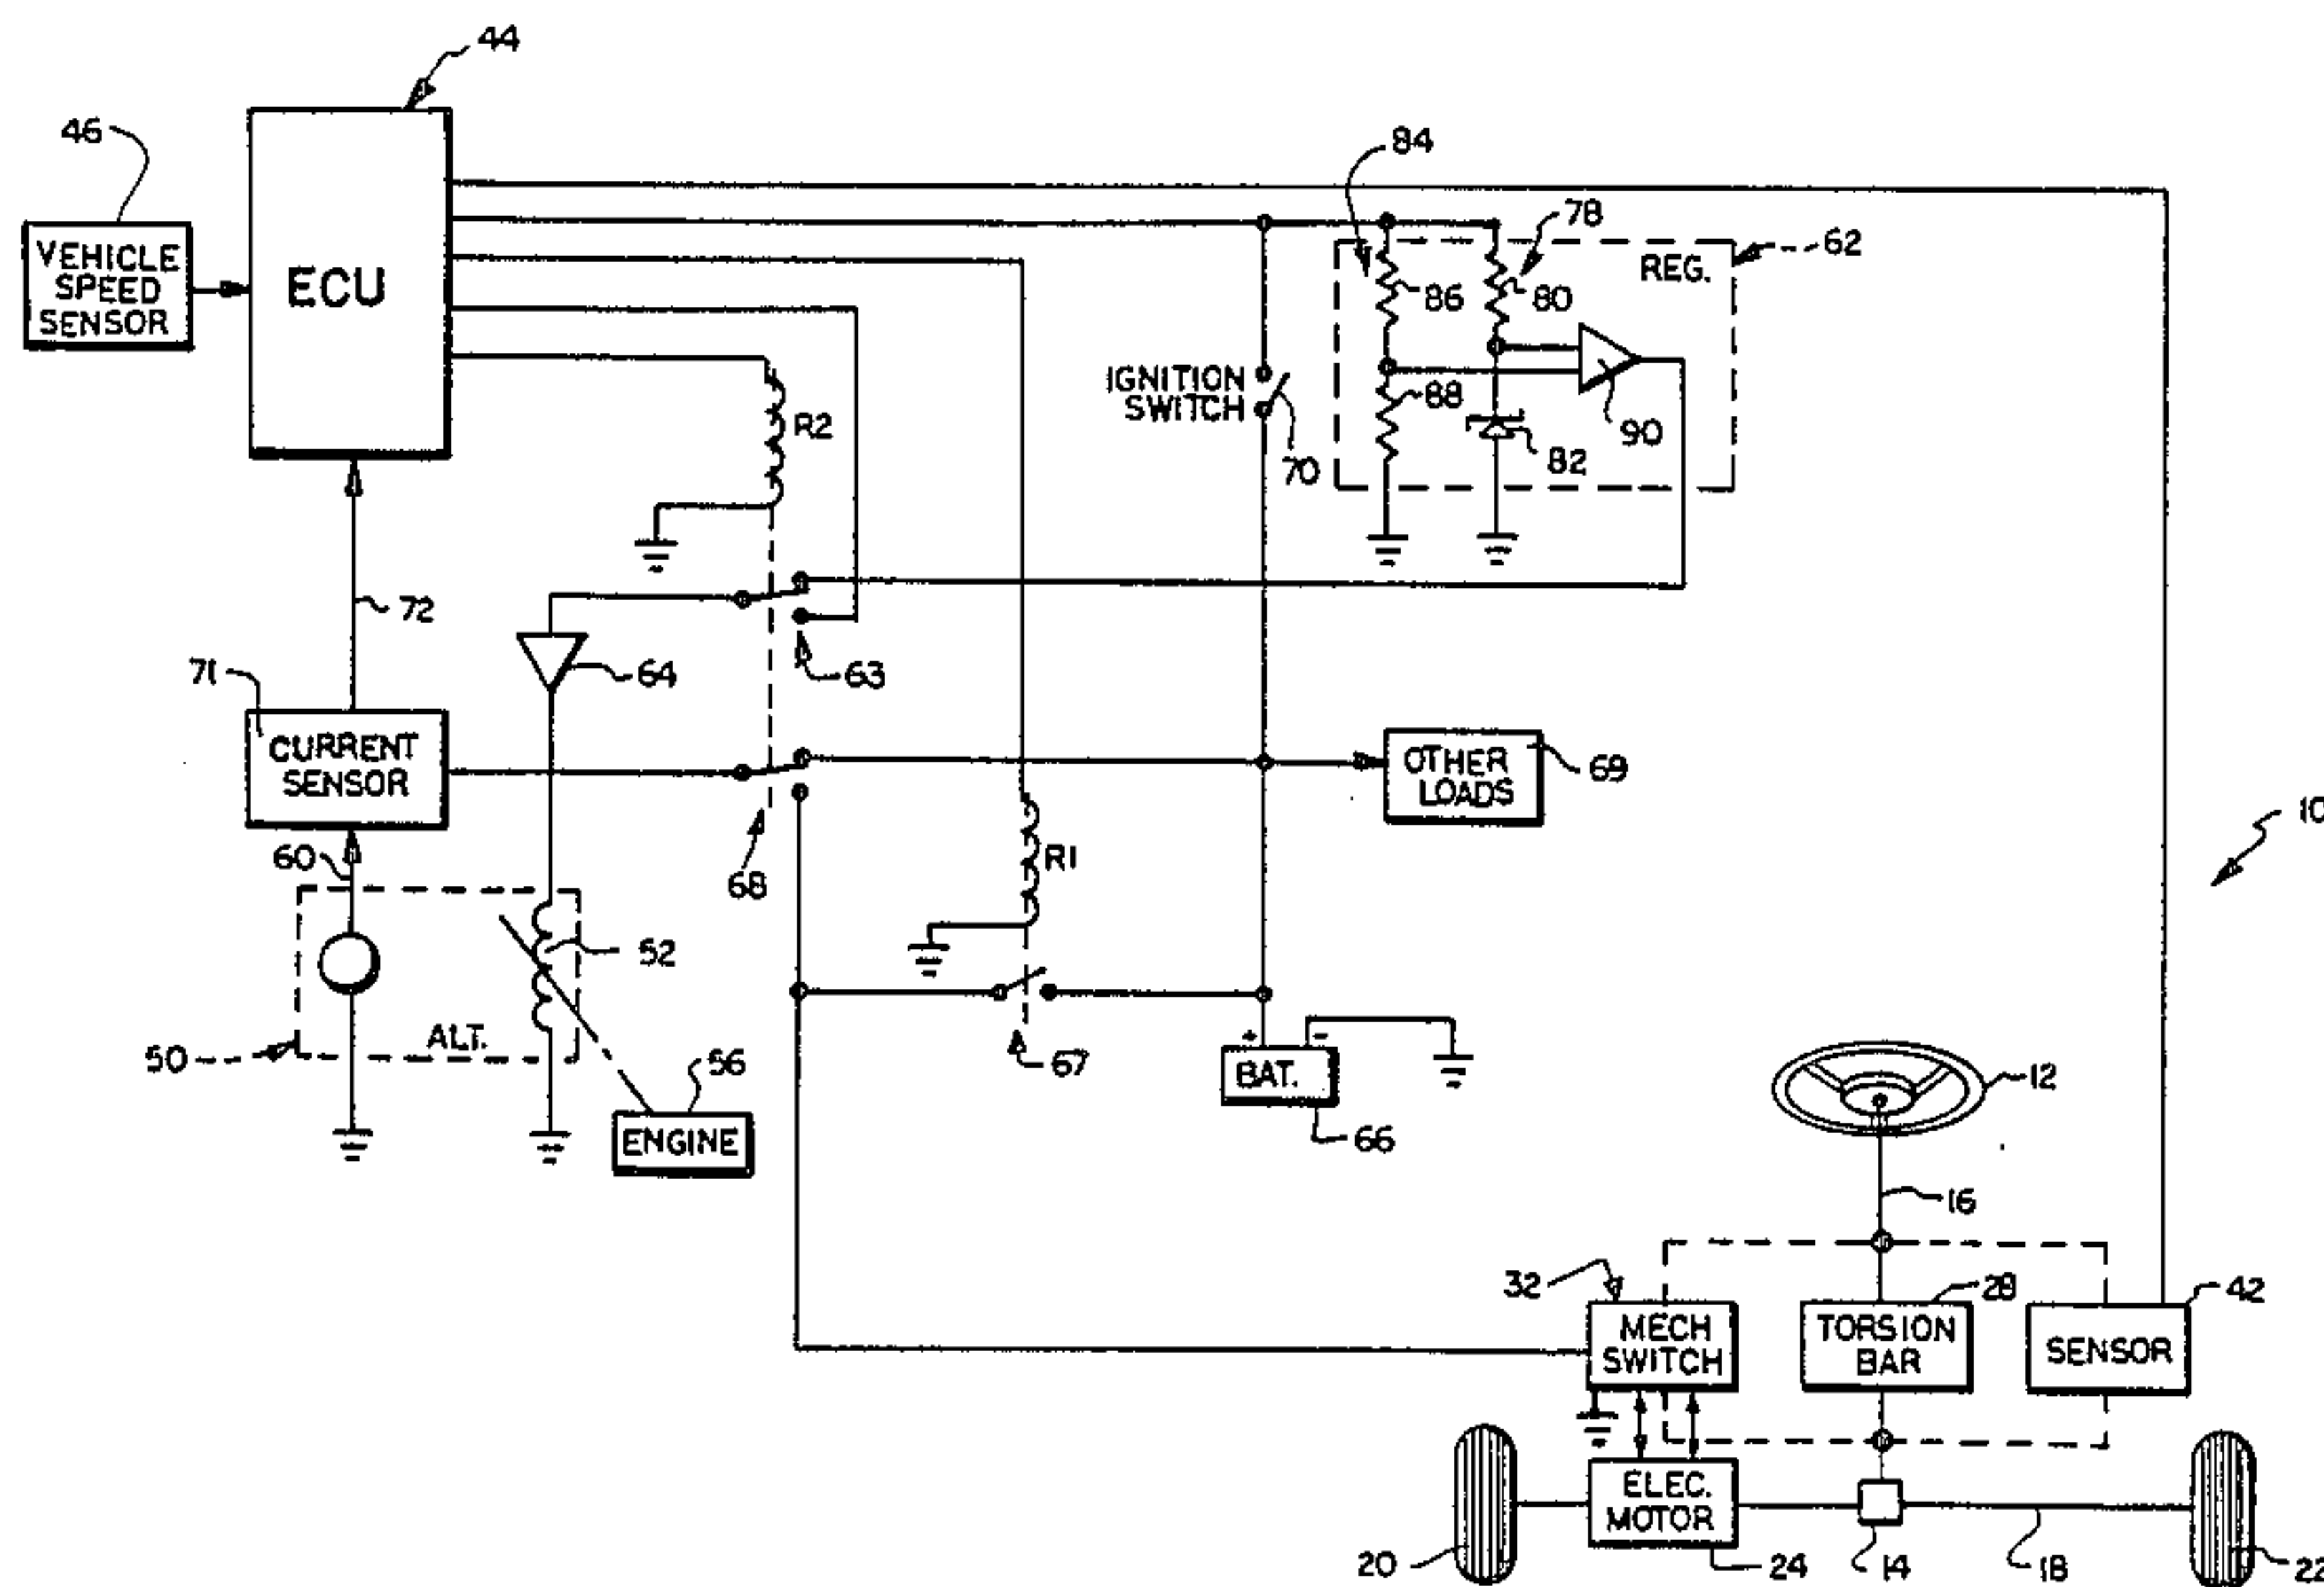 44
46
84
VEHICLE
SPEED
SENSOR
ECU
78
62
REG.
86
80
IGNITION
SWITCH
R2
88
90
70
82
72
71
64
63
CURRENT
SENSOR
OTHER
LOADS
69
10
60
68
R1
52
ALT.
50
56
67
+
-
BAT.
12
ENGINE
66
16
32
28
42
MECH
SWITCH
TORSION
BAR
SENSOR
ELEC.
MOTOR
20
24
14
18
22